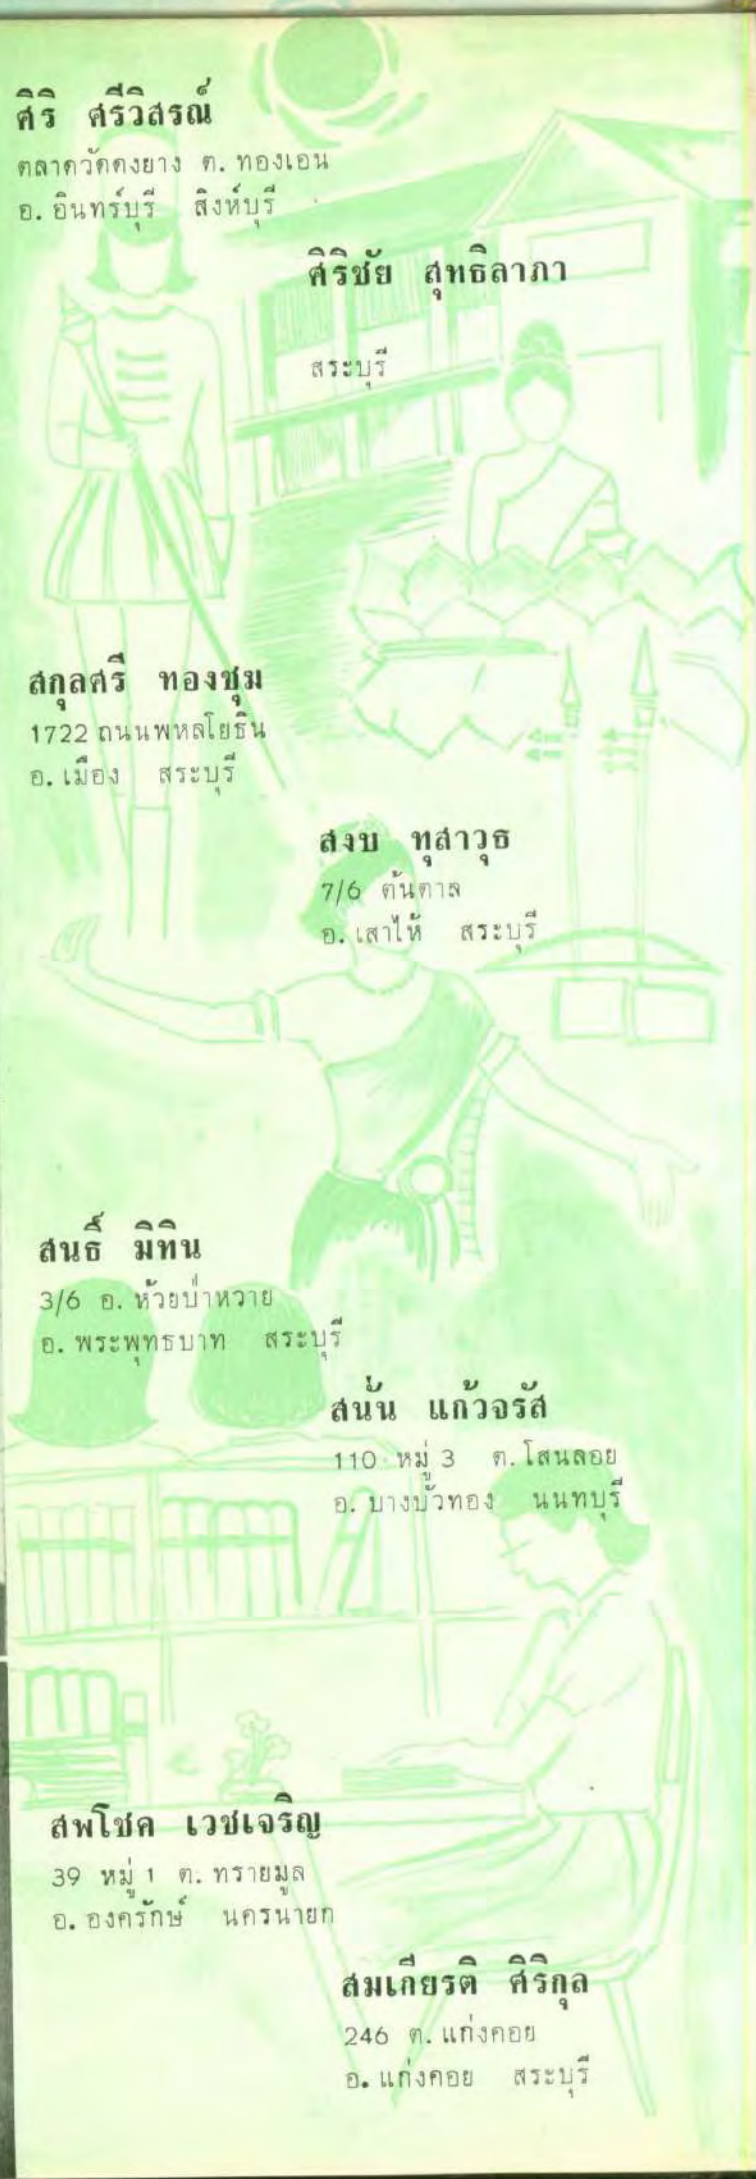 ศิริ ศรีวิสรณ์
ตลาดวัดดงยาง ต. ทองเอน
อ. อินทร์บุรี สิงห์บุรี
ศิริชัย สุทธิลาภา
สระบุรี
สกุลศรี ทองชุม
1722 ถนนพหลโยธิน
อ. เมือง สระบุรี
สงบ ทุสาวุธ
7/6 ต้นตาล
อ. เสาไห้ สระบุรี
สนธิ์ มิทิน
3/6 อ. ห้วยป่าหวาย
อ. พระพุทธบาท สระบุรี
สนั่น แก้วจรัส
110 หมู่ 3 ต. โสนลอย
อ. บางบัวทอง นนทบุรี
สพโชค เวชเจริญ
39 หมู่ 1 ต. ทรายมูล
อ. องครักษ์ นครนายก
สมเกียรติ ศิริกุล
246 ต. แก่งคอย
อ. แก่งคอย สระบุรี